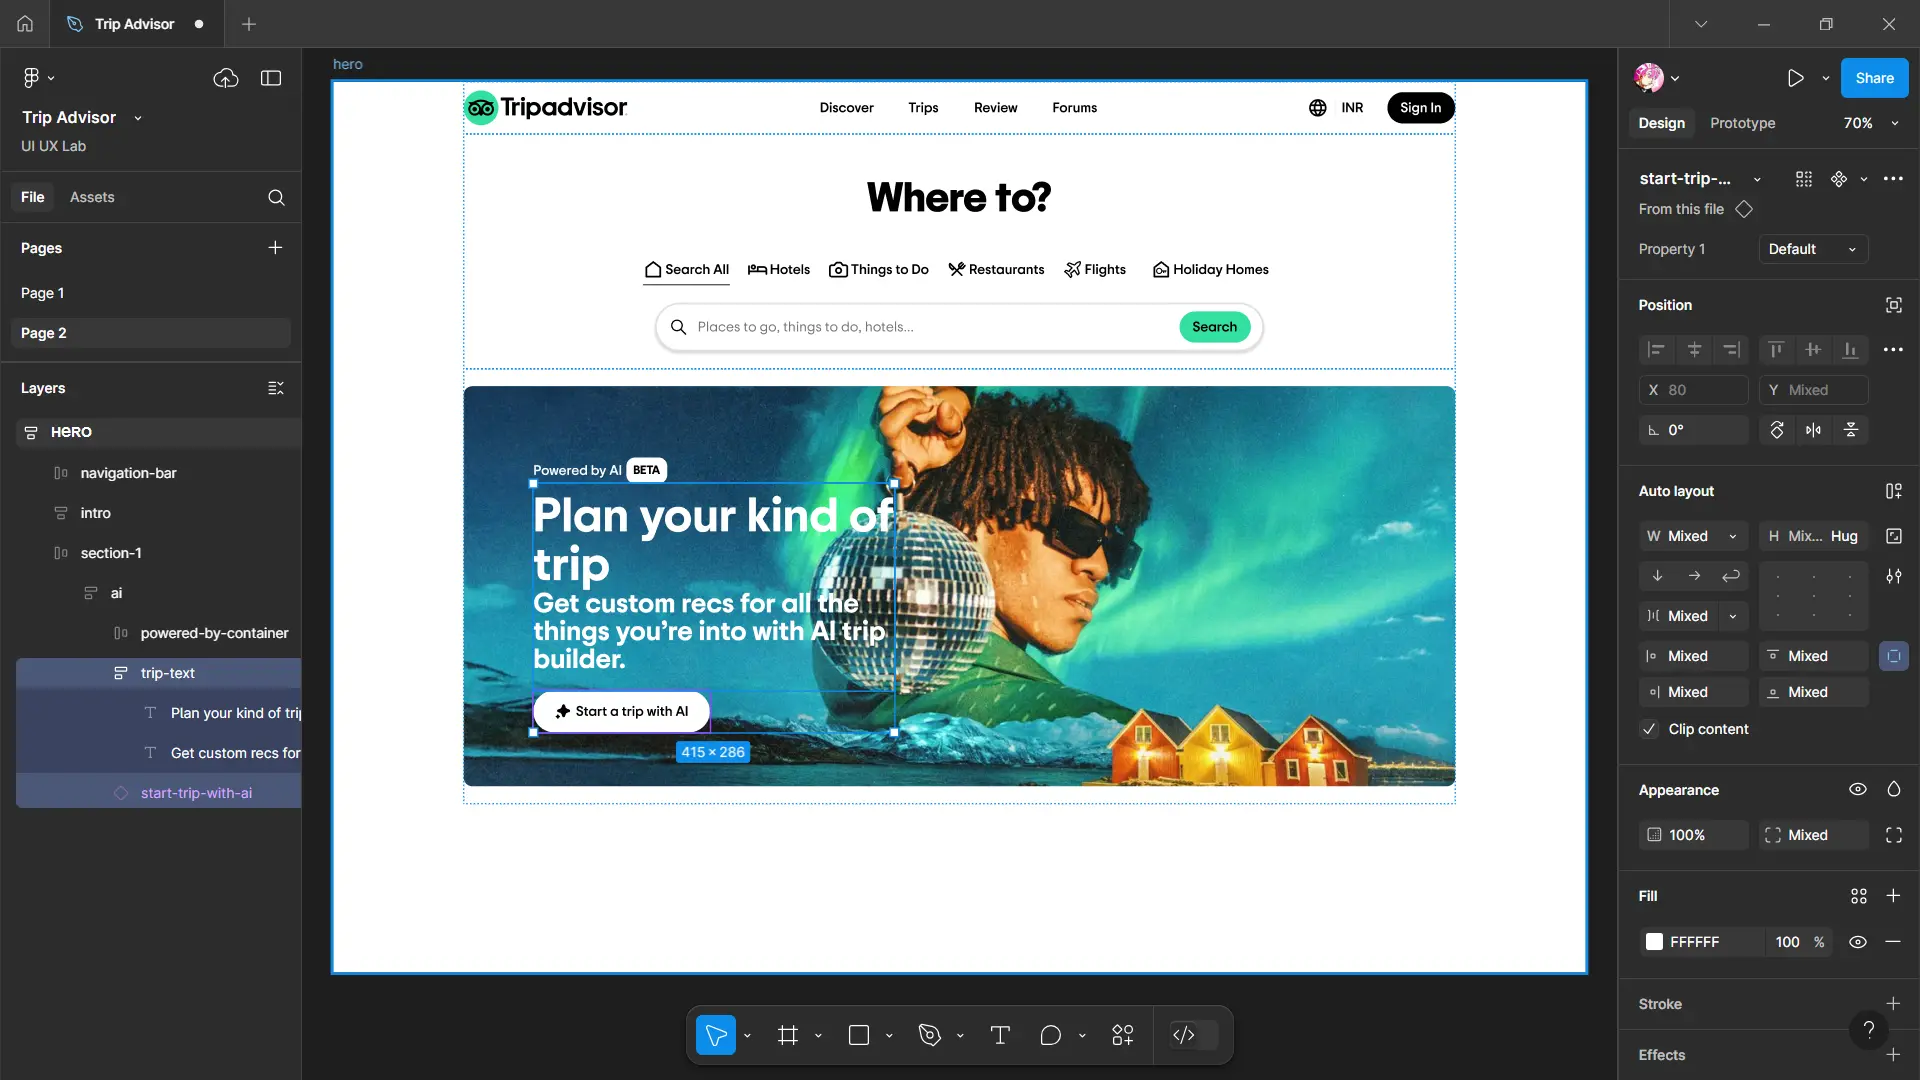 Trip Advisor
Trip Advisor
UI UX Lab
File
Assets
Pages
Page 1
Page 2
Layers
HERO
navigation-bar
intro
section-1
ai
powered-by-container
trip-text
Plan your kind of trip
Get custom recs for
start-trip-with-ai
hero
Tripadvisor
Discover Trips Review Forums
INR
Sign In
Where to?
Search All Hotels Things to Do Restaurants Flights Holiday Homes
Places to go, things to do, hotels...
Search
Powered by AI BETA
Plan your kind of
trip
Get custom recs for all the
things you’re into with AI trip
builder.
Start a trip with AI
415 × 286
Share
Design Prototype 70%
start-trip-...
From this file
Property 1 Default
Position
X 80 Y Mixed
0°
Auto layout
W Mixed H Mix... Hug
Mixed
Mixed Mixed
Mixed Mixed
Clip content
Appearance
100% Mixed
Fill
FFFFFF 100 %
Stroke
Effects
?